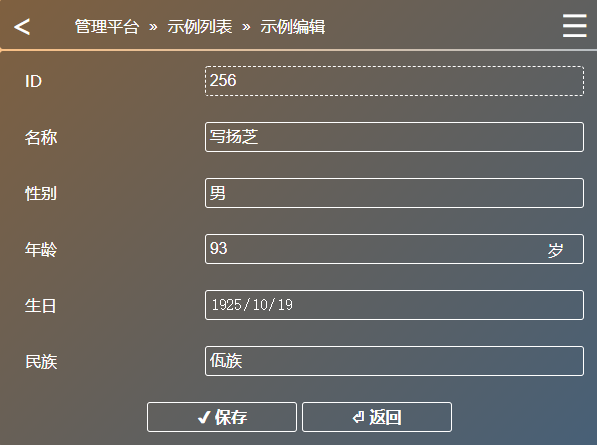 < 管理平台 » 示例列表 » 示例编辑 ☰
ID 256
名称 写扬芝
性别 男
年龄 93 岁
生日 1925/10/19
民族 佤族
✔ 保存 ⏎ 返回